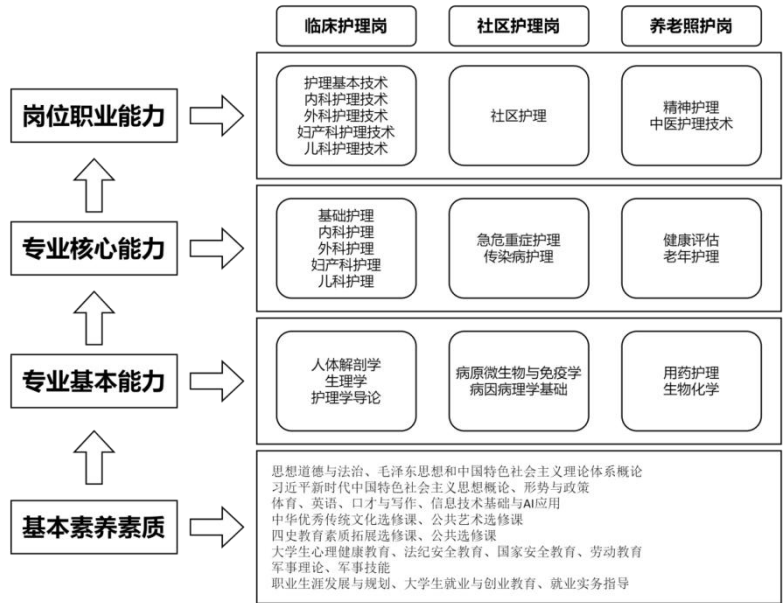 临床护理岗
社区护理岗
养老照护岗
岗位职业能力
护理基本技术
内科护理技术
外科护理技术
妇产科护理技术
儿科护理技术
社区护理
精神护理
中医护理技术
专业核心能力
基础护理
内科护理
外科护理
妇产科护理
儿科护理
急危重症护理
传染病护理
健康评估
老年护理
专业基本能力
人体解剖学
生理学
护理学导论
病原微生物与免疫学
病因病理学基础
用药护理
生物化学
基本素养素质
思想道德与法治、毛泽东思想和中国特色社会主义理论体系概论
习近平新时代中国特色社会主义思想概论、形势与政策
体育、英语、口才与写作、信息技术基础与AI应用
中华优秀传统文化选修课、公共艺术选修课
四史教育素质拓展选修课、公共选修课
大学生心理健康教育、法纪安全教育、国家安全教育、劳动教育
军事理论、军事技能
职业生涯发展与规划、大学生就业与创业教育、就业实务指导